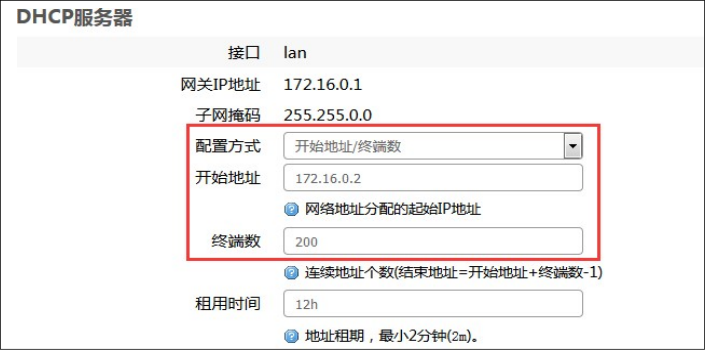 DHCP服务器
接口 lan
网关IP地址 172.16.0.1
子网掩码 255.255.0.0
配置方式 开始地址/终端数
开始地址 172.16.0.2
网络地址分配的起始IP地址
终端数 200
连续地址个数(结束地址=开始地址+终端数-1)
租用时间 12h
地址租期，最小2分钟(2m)。